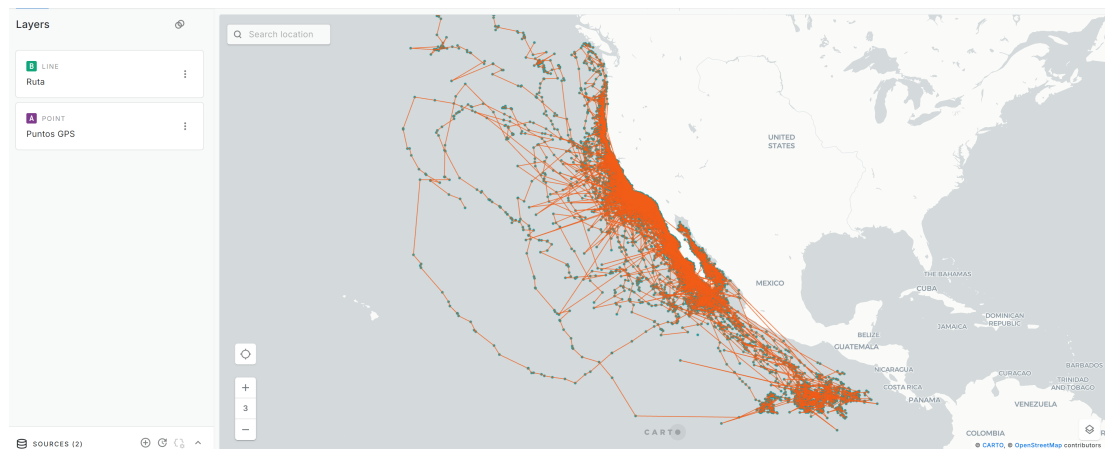 Layers
B LINE
Ruta
A POINT
Puntos GPS
SOURCES (2)
Search location
3
UNITED
STATES
MEXICO
THE BAHAMAS
CUBA
DOMINICAN
REPUBLIC
JAMAICA
BELIZE
GUATEMALA
NICARAGUA
COSTA RICA
PANAMA
CURACAO
BARBADOS
TRINIDAD
AND TOBAGO
VENEZUELA
COLOMBIA
CARTO
© CARTO, © OpenStreetMap contributors